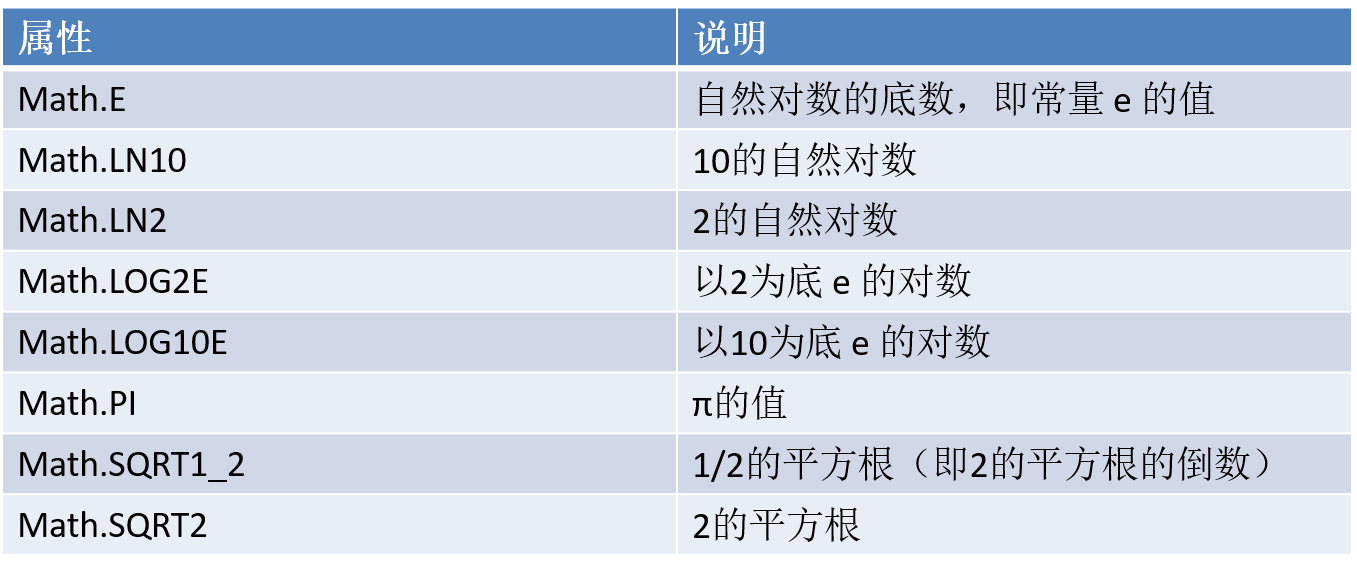 属性 说明
Math.E 自然对数的底数，即常量 e 的值
Math.LN10 10的自然对数
Math.LN2 2的自然对数
Math.LOG2E 以2为底 e 的对数
Math.LOG10E 以10为底 e 的对数
Math.PI π的值
Math.SQRT1_2 1/2的平方根（即2的平方根的倒数）
Math.SQRT2 2的平方根